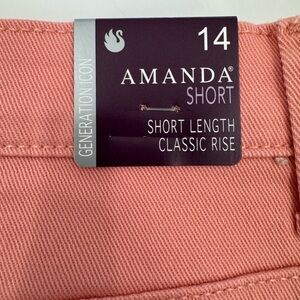 14
AMANDA®
SHORT
SHORT LENGTH
CLASSIC RISE
GENERATION ICON